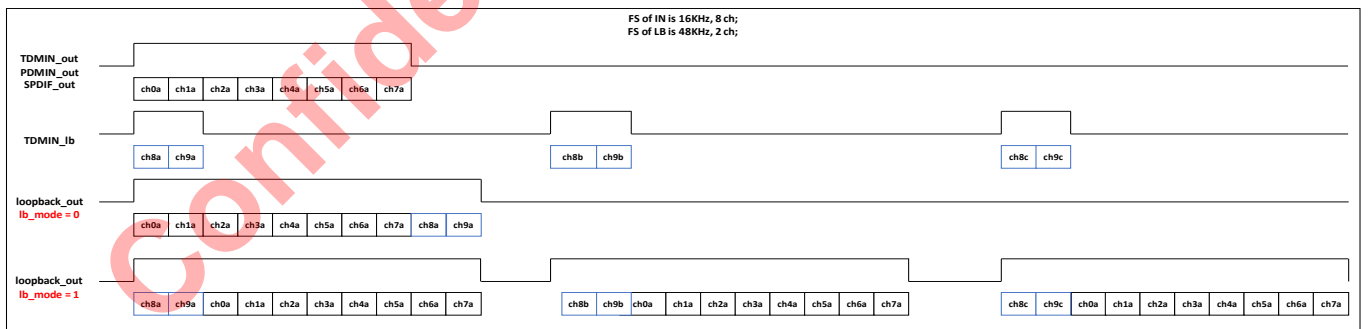 FS of IN is 16KHz, 8 ch;
FS of LB is 48KHz, 2 ch;
TDMIN_out
PDMIN_out
SPDIF_out
ch0a ch1a ch2a ch3a ch4a ch5a ch6a ch7a
TDMIN_lb
ch8a ch9a ch8b ch9b ch8c ch9c
loopback_out
lb_mode = 0
ch0a ch1a ch2a ch3a ch4a ch5a ch6a ch7a ch8a ch9a
loopback_out
lb_mode = 1
ch8a ch9a ch0a ch1a ch2a ch3a ch4a ch5a ch6a ch7a ch8b ch9b ch0a ch1a ch2a ch3a ch4a ch5a ch6a ch7a ch8c ch9c ch0a ch1a ch2a ch3a ch4a ch5a ch6a ch7a
Confide